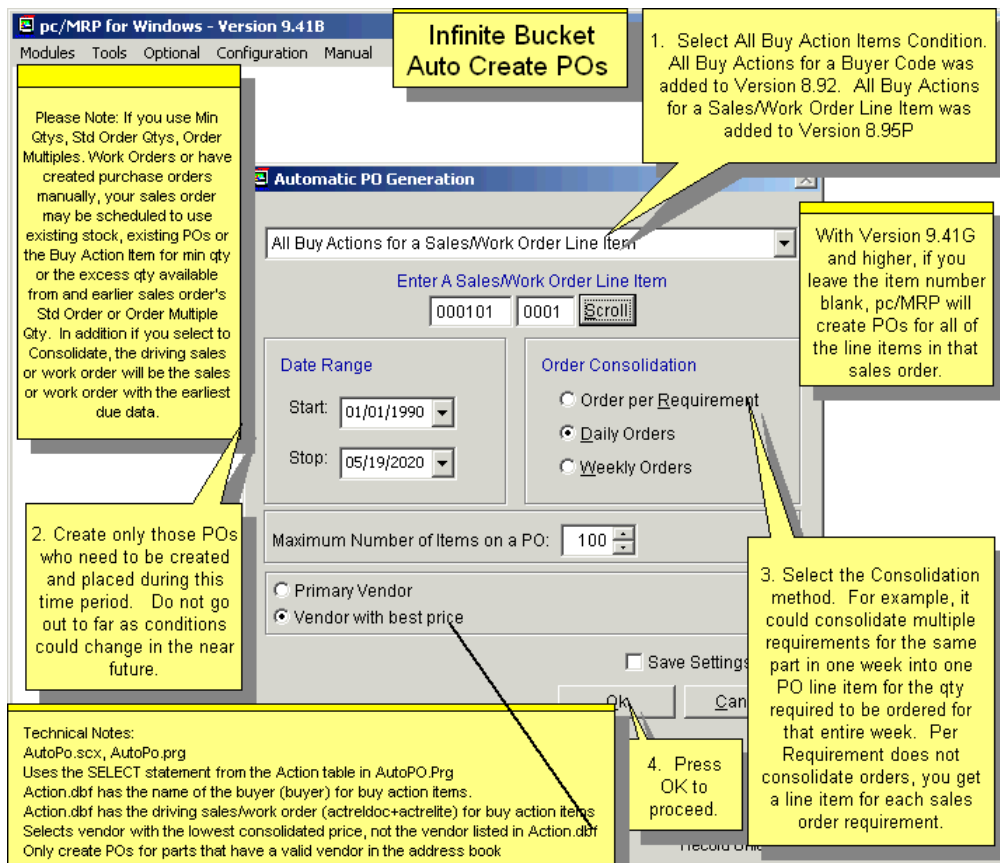 pc/MRP for Windows - Version 9.41B
Modules Tools Optional Configuration Manual
Infinite Bucket
Auto Create POs
1. Select All Buy Action Items Condition.
All Buy Actions for a Buyer Code was
added to Version 8.92. All Buy Actions
for a Sales/Work Order Line Item was
added to Version 8.95P
Please Note: If you use Min
Qtys, Std Order Qtys, Order
Multiples. Work Orders or have
created purchase orders
manually, your sales order
may be scheduled to use
existing stock, existing POs or
the Buy Action Item for min qty
or the excess qty available
from and earlier sales order's
Std Order or Order Multiple
Qty. In addition if you select to
Consolidate, the driving sales
or work order will be the sales
or work order with the earliest
due data.
Automatic PO Generation
All Buy Actions for a Sales/Work Order Line Item
Enter A Sales/Work Order Line Item
000101 0001 Scroll
With Version 9.41G
and higher, if you
leave the item number
blank, pc/MRP will
create POs for all of
the line items in that
sales order.
Date Range
Start: 01/01/1990
Stop: 05/19/2020
Order Consolidation
Order per Requirement
Daily Orders
Weekly Orders
2. Create only those POs
who need to be created
and placed during this
time period. Do not go
out to far as conditions
could change in the near
future.
Maximum Number of Items on a PO: 100
Primary Vendor
Vendor with best price
Save Settings
Ok Can
3. Select the Consolidation
method. For example, it
could consolidate multiple
requirements for the same
part in one week into one
PO line item for the qty
required to be ordered for
that entire week. Per
Requirement does not
consolidate orders, you get
a line item for each sales
order requirement.
4. Press
OK to
proceed.
Technical Notes:
AutoPo.scx, AutoPo.prg
Uses the SELECT statement from the Action table in AutoPO.Prg
Action.dbf has the name of the buyer (buyer) for buy action items.
Action.dbf has the driving sales/work order (actreldoc+actrelite) for buy action items
Selects vendor with the lowest consolidated price, not the vendor listed in Action.dbf
Only create POs for parts that have a valid vendor in the address book